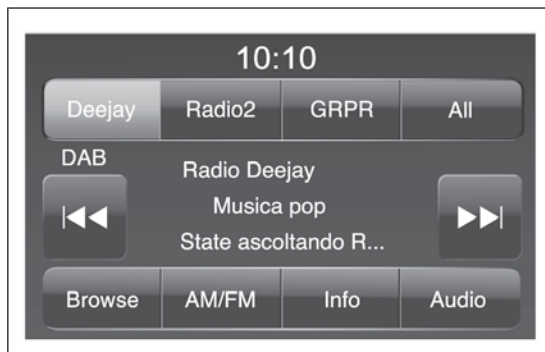 10:10
Deejay Radio2 GRPR All
DAB
Radio Deejay
Musica pop
State ascoltando R...
Browse AM/FM Info Audio